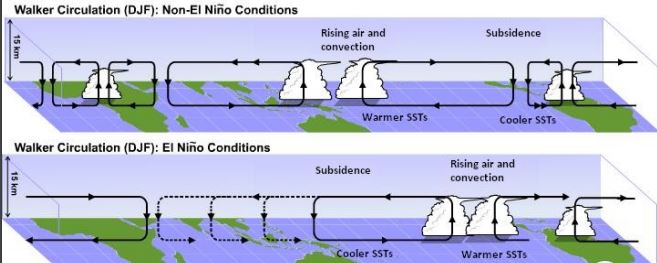 Walker Circulation (DJF): Non-El Niño Conditions
15 km
Rising air and
convection
Subsidence
Warmer SSTs
Cooler SSTs
Walker Circulation (DJF): El Niño Conditions
15 km
Subsidence
Rising air and
convection
Cooler SSTs
Warmer SSTs